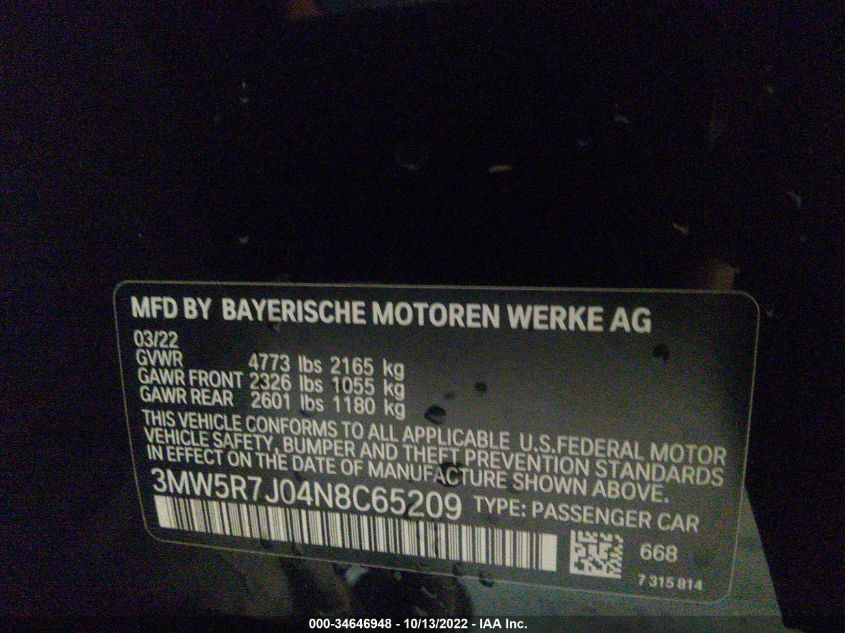 MFD BY BAYERISCHE MOTOREN WERKE AG
03/22
GVWR 4773 lbs 2165 kg
GAWR FRONT 2326 lbs 1055 kg
GAWR REAR 2601 lbs 1180 kg
THIS VEHICLE CONFORMS TO ALL APPLICABLE U.S.FEDERAL MOTOR
VEHICLE SAFETY, BUMPER AND THEFT PREVENTION STANDARDS
IN EFFECT ON THE DATE OF MANUFACTURE SHOWN ABOVE.
3MW5R7J04N8C65209 TYPE: PASSENGER CAR
668
7 315 814
000-34646948 - 10/13/2022 - IAA Inc.